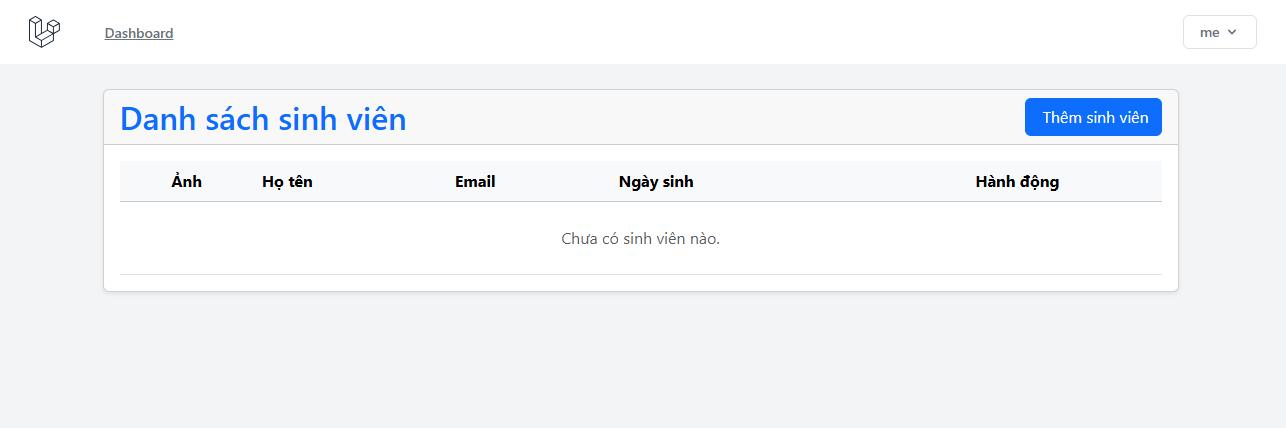 Dashboard me
Danh sách sinh viên Thêm sinh viên
Ảnh Họ tên Email Ngày sinh Hành động
Chưa có sinh viên nào.